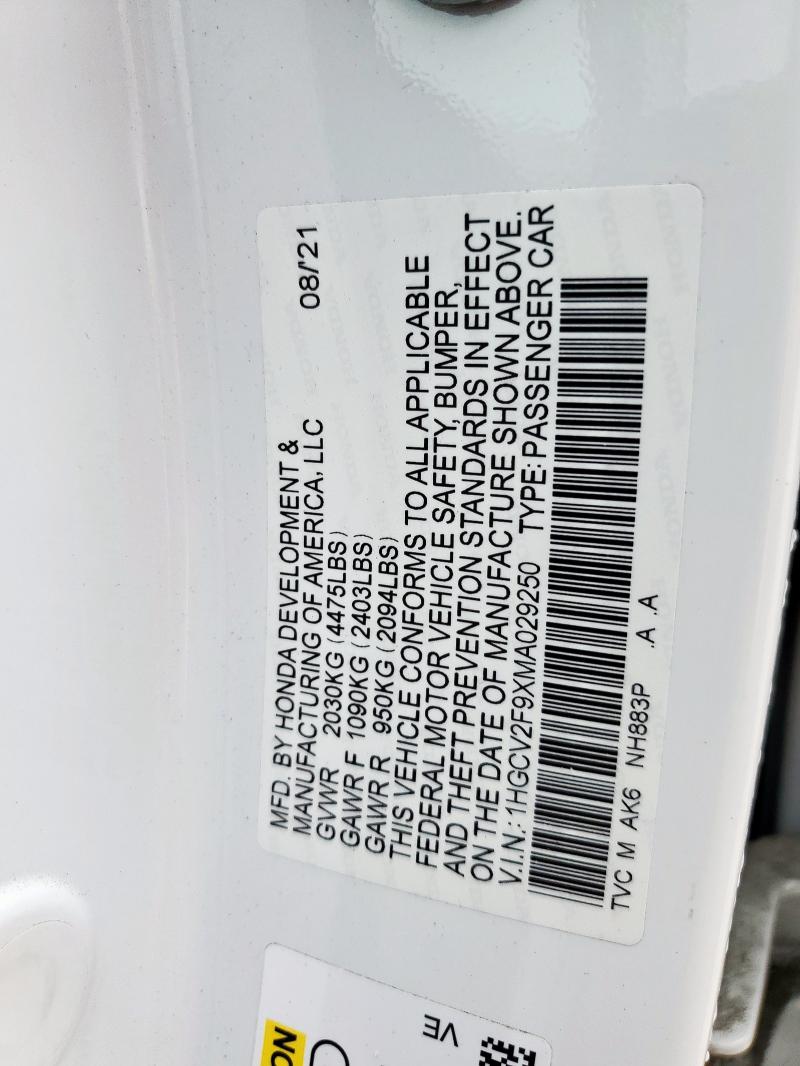 MFD. BY HONDA DEVELOPMENT &
MANUFACTURING OF AMERICA, LLC 08/'21
GVWR 2030KG (4475LBS)
GAWR F 1090KG (2403LBS)
GAWR R 950KG (2094LBS)
THIS VEHICLE CONFORMS TO ALL APPLICABLE
FEDERAL MOTOR VEHICLE SAFETY, BUMPER,
AND THEFT PREVENTION STANDARDS IN EFFECT
ON THE DATE OF MANUFACTURE SHOWN ABOVE.
V.I.N.: 1HGCV2F9XMA029250 TYPE: PASSENGER CAR
TVC M AK6 NH883P .A .A
VE
ON